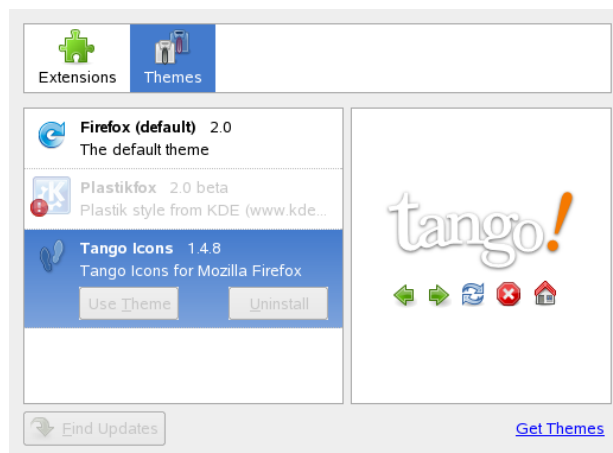 Extensions Themes
Firefox (default) 2.0
The default theme
Plastikfox 2.0 beta
Plastik style from KDE (www.kde...
Tango Icons 1.4.8
Tango Icons for Mozilla Firefox
Use Theme Uninstall
tango!
Find Updates
Get Themes